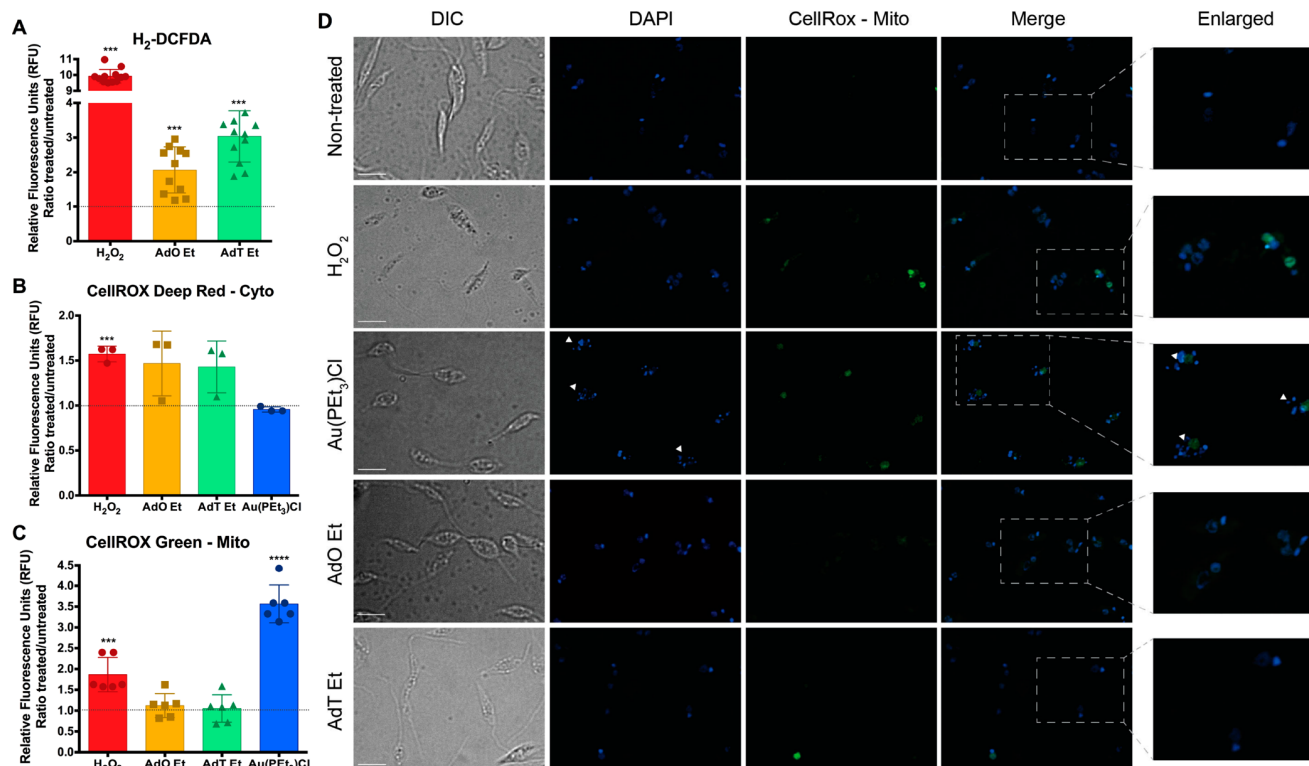 A
H₂-DCFDA
Relative Fluorescence Units (RFU)
Ratio treated/untreated
11
10
9
4
3
2
1
0
***
***
***
H₂O₂ AdO Et AdT Et
B
CellROX Deep Red - Cyto
Relative Fluorescence Units (RFU)
Ratio treated/untreated
2.0
1.5
1.0
0.5
0.0
***
H₂O₂ AdO Et AdT Et Au(PEt₃)Cl
C
CellROX Green - Mito
Relative Fluorescence Units (RFU)
Ratio treated/untreated
4.5
4.0
3.5
3.0
2.5
2.0
1.5
1.0
0.5
0.0
***
****
H₂O₂ AdO Et AdT Et Au(PEt₃)Cl
D
DIC DAPI CellRox - Mito Merge Enlarged
Non-treated
H₂O₂
Au(PEt₃)Cl
AdO Et
AdT Et